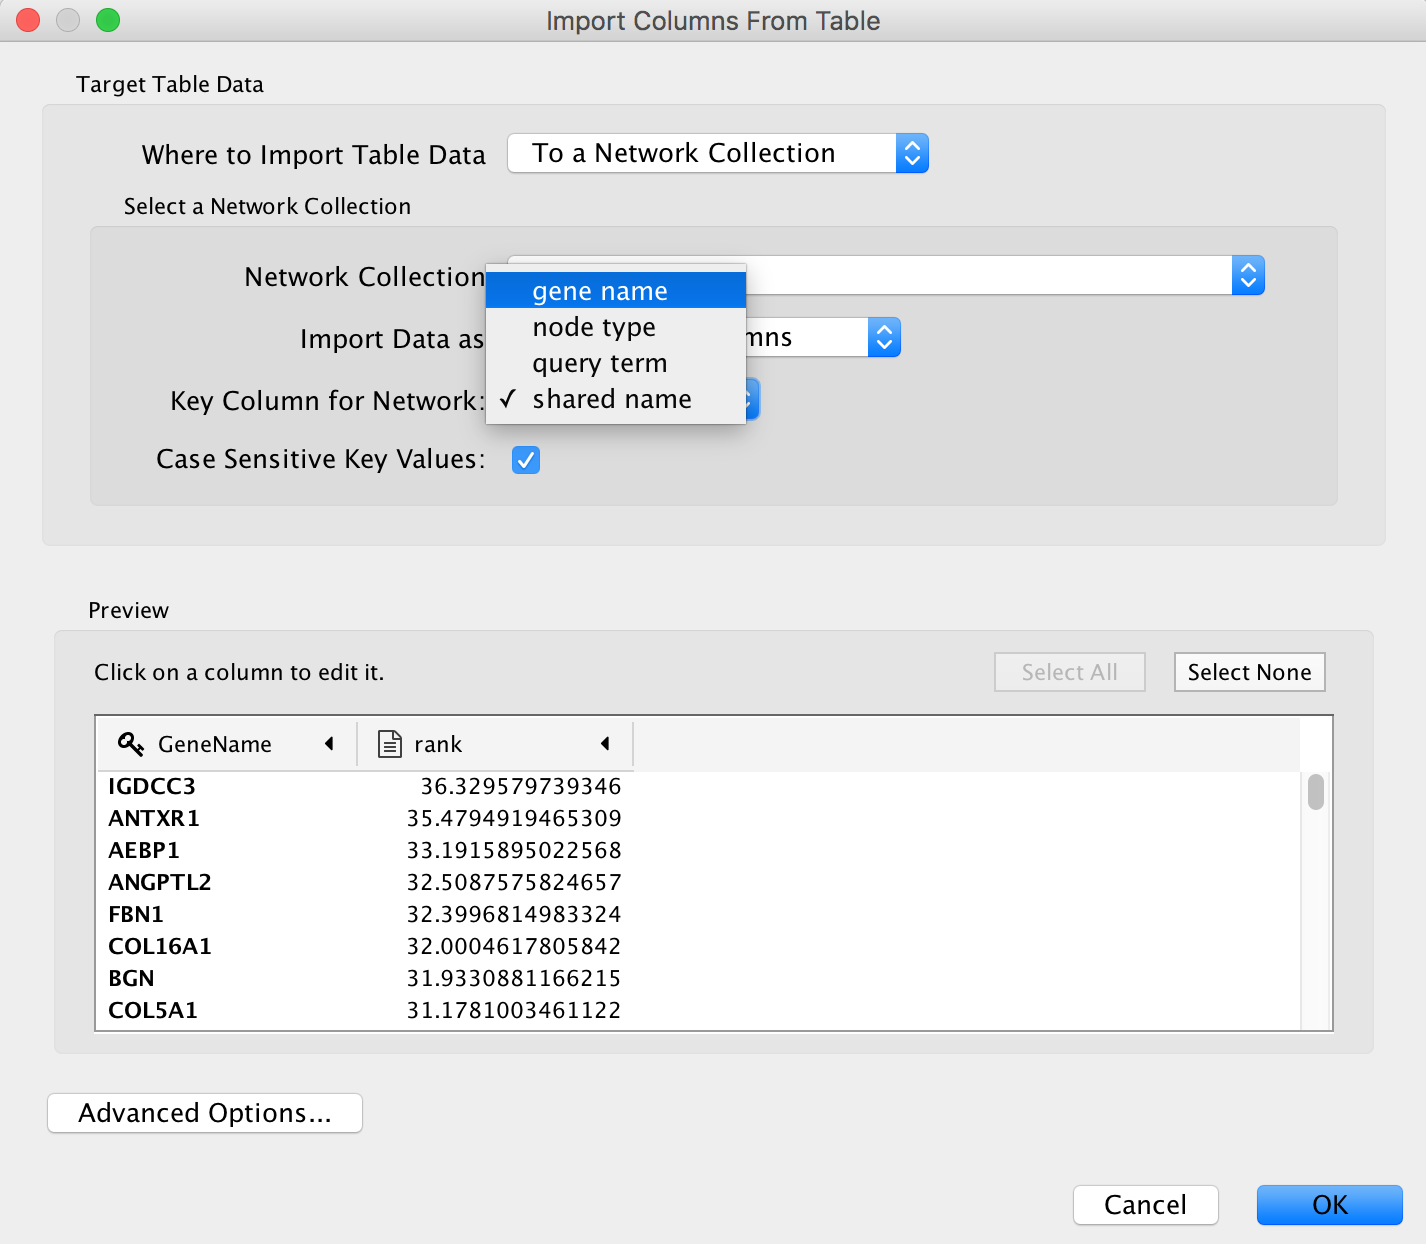 Import Columns From Table
Target Table Data
Where to Import Table Data To a Network Collection
Select a Network Collection
Network Collection
gene name
Import Data as
node type
query term
Key Column for Network:
✓ shared name
Case Sensitive Key Values:
Preview
Click on a column to edit it. Select All Select None
GeneName rank
IGDCC3 36.329579739346
ANTXR1 35.4794919465309
AEBP1 33.1915895022568
ANGPTL2 32.5087575824657
FBN1 32.3996814983324
COL16A1 32.0004617805842
BGN 31.9330881166215
COL5A1 31.1781003461122
Advanced Options...
Cancel OK